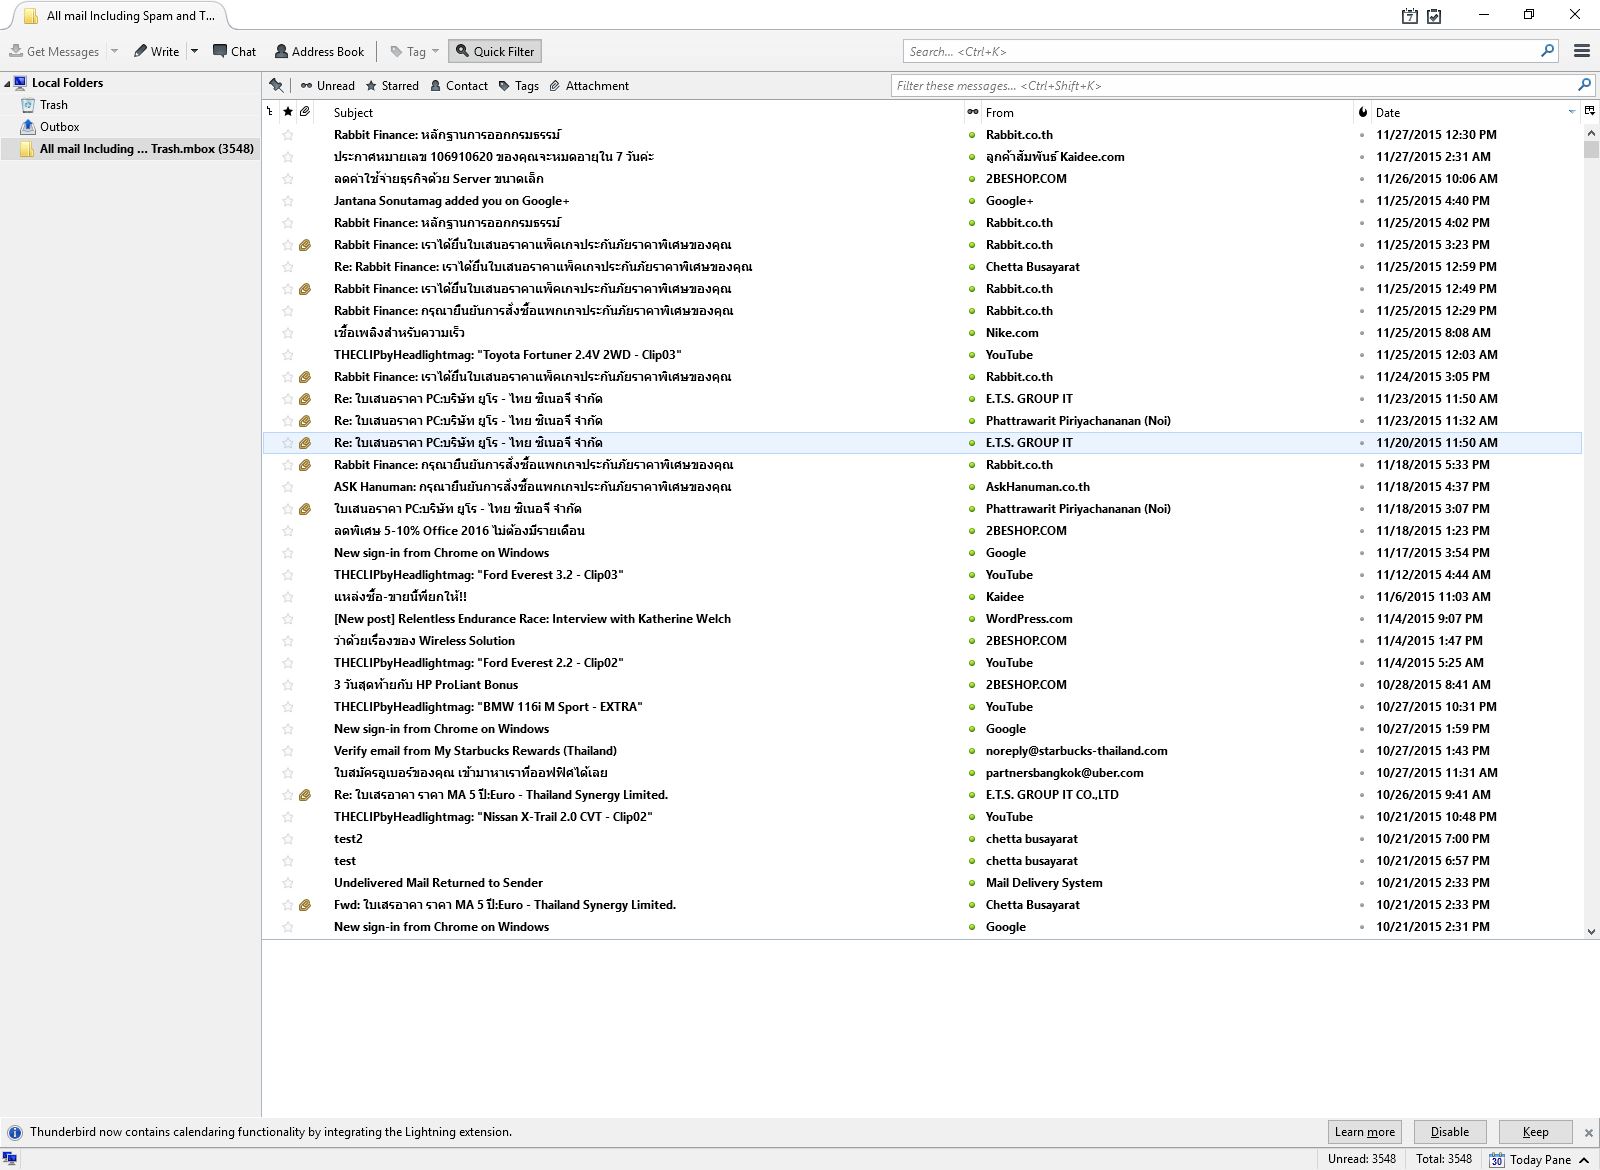 All mail Including Spam and T...
Get Messages Write Chat Address Book Tag Quick Filter Search... <Ctrl+K>
Local Folders
Trash
Outbox
All mail Including ... Trash.mbox (3548)
Unread Starred Contact Tags Attachment Filter these messages... <Ctrl+Shift+K>
Subject From Date
Rabbit Finance: หลักฐานการออกกรมธรรม์ Rabbit.co.th 11/27/2015 12:30 PM
ประกาศหมายเลข 106910620 ของคุณจะหมดอายุใน 7 วันค่ะ ลูกค้าสัมพันธ์ Kaidee.com 11/27/2015 2:31 AM
ลดค่าใช้จ่ายธุรกิจด้วย Server ขนาดเล็ก 2BESHOP.COM 11/26/2015 10:06 AM
Jantana Sonutamag added you on Google+ Google+ 11/25/2015 4:40 PM
Rabbit Finance: หลักฐานการออกกรมธรรม์ Rabbit.co.th 11/25/2015 4:02 PM
Rabbit Finance: เราได้ยื่นใบเสนอราคาแพ็คเกจประกันภัยราคาพิเศษของคุณ Rabbit.co.th 11/25/2015 3:23 PM
Re: Rabbit Finance: เราได้ยื่นใบเสนอราคาแพ็คเกจประกันภัยราคาพิเศษของคุณ Chetta Busayarat 11/25/2015 12:59 PM
Rabbit Finance: เราได้ยื่นใบเสนอราคาแพ็คเกจประกันภัยราคาพิเศษของคุณ Rabbit.co.th 11/25/2015 12:49 PM
Rabbit Finance: กรุณายืนยันการสั่งซื้อแพกเกจประกันภัยราคาพิเศษของคุณ Rabbit.co.th 11/25/2015 12:29 PM
เชื้อเพลิงสำหรับความเร็ว Nike.com 11/25/2015 8:08 AM
THECLIPbyHeadlightmag: "Toyota Fortuner 2.4V 2WD - Clip03" YouTube 11/25/2015 12:03 AM
Rabbit Finance: เราได้ยื่นใบเสนอราคาแพ็คเกจประกันภัยราคาพิเศษของคุณ Rabbit.co.th 11/24/2015 3:05 PM
Re: ใบเสนอราคา PC:บริษัท ยูโร - ไทย ซิเนอจี จำกัด E.T.S. GROUP IT 11/23/2015 11:50 AM
Re: ใบเสนอราคา PC:บริษัท ยูโร - ไทย ซิเนอจี จำกัด Phattrawarit Piriyachananan (Noi) 11/23/2015 11:32 AM
Re: ใบเสนอราคา PC:บริษัท ยูโร - ไทย ซิเนอจี จำกัด E.T.S. GROUP IT 11/20/2015 11:50 AM
Rabbit Finance: กรุณายืนยันการสั่งซื้อแพกเกจประกันภัยราคาพิเศษของคุณ Rabbit.co.th 11/18/2015 5:33 PM
ASK Hanuman: กรุณายืนยันการสั่งซื้อแพกเกจประกันภัยราคาพิเศษของคุณ AskHanuman.co.th 11/18/2015 4:37 PM
ใบเสนอราคา PC:บริษัท ยูโร - ไทย ซิเนอจี จำกัด Phattrawarit Piriyachananan (Noi) 11/18/2015 3:07 PM
ลดพิเศษ 5-10% Office 2016 ไม่ต้องมีรายเดือน 2BESHOP.COM 11/18/2015 1:23 PM
New sign-in from Chrome on Windows Google 11/17/2015 3:54 PM
THECLIPbyHeadlightmag: "Ford Everest 3.2 - Clip03" YouTube 11/12/2015 4:44 AM
แหล่งซื้อ-ขายนี้พี่ยกให้!! Kaidee 11/6/2015 11:03 AM
[New post] Relentless Endurance Race: Interview with Katherine Welch WordPress.com 11/4/2015 9:07 PM
ว่าด้วยเรื่องของ Wireless Solution 2BESHOP.COM 11/4/2015 1:47 PM
THECLIPbyHeadlightmag: "Ford Everest 2.2 - Clip02" YouTube 11/4/2015 5:25 AM
3 วันสุดท้ายกับ HP ProLiant Bonus 2BESHOP.COM 10/28/2015 8:41 AM
THECLIPbyHeadlightmag: "BMW 116i M Sport - EXTRA" YouTube 10/27/2015 10:31 PM
New sign-in from Chrome on Windows Google 10/27/2015 1:59 PM
Verify email from My Starbucks Rewards (Thailand) noreply@starbucks-thailand.com 10/27/2015 1:43 PM
ใบสมัครอูเบอร์ของคุณ เข้ามาหาเราที่ออฟฟิศได้เลย partnersbangkok@uber.com 10/27/2015 11:31 AM
Re: ใบเสรอาคา ราคา MA 5 ปี:Euro - Thailand Synergy Limited. E.T.S. GROUP IT CO.,LTD 10/26/2015 9:41 AM
THECLIPbyHeadlightmag: "Nissan X-Trail 2.0 CVT - Clip02" YouTube 10/21/2015 10:48 PM
test2 chetta busayarat 10/21/2015 7:00 PM
test chetta busayarat 10/21/2015 6:57 PM
Undelivered Mail Returned to Sender Mail Delivery System 10/21/2015 2:33 PM
Fwd: ใบเสรอาคา ราคา MA 5 ปี:Euro - Thailand Synergy Limited. Chetta Busayarat 10/21/2015 2:33 PM
New sign-in from Chrome on Windows Google 10/21/2015 2:31 PM
Thunderbird now contains calendaring functionality by integrating the Lightning extension. Learn more Disable Keep
Unread: 3548 Total: 3548 30 Today Pane